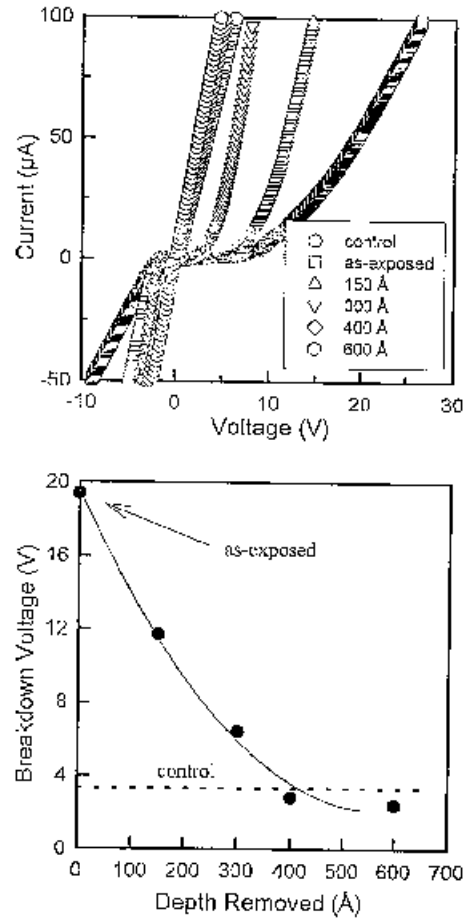 100
50
0
-50
Current (µA)
control
as-exposed
150 Å
300 Å
400 Å
600 Å
-10 0 10 20 30
Voltage (V)
20
16
12
8
4
0
Breakdown Voltage (V)
as-exposed
control
0 100 200 300 400 500 600 700
Depth Removed (Å)